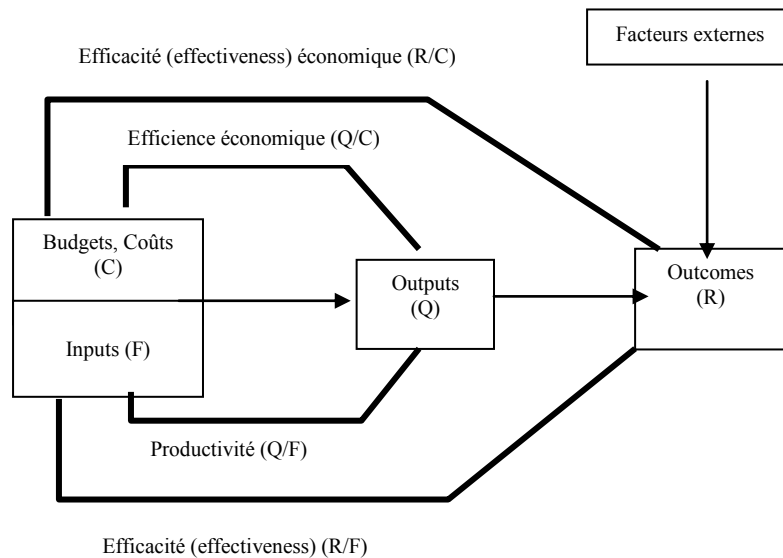 Facteurs externes
Efficacité (effectiveness) économique (R/C)
Efficience économique (Q/C)
Budgets, Coûts
(C)
Inputs (F)
Outputs
(Q)
Outcomes
(R)
Productivité (Q/F)
Efficacité (effectiveness) (R/F)